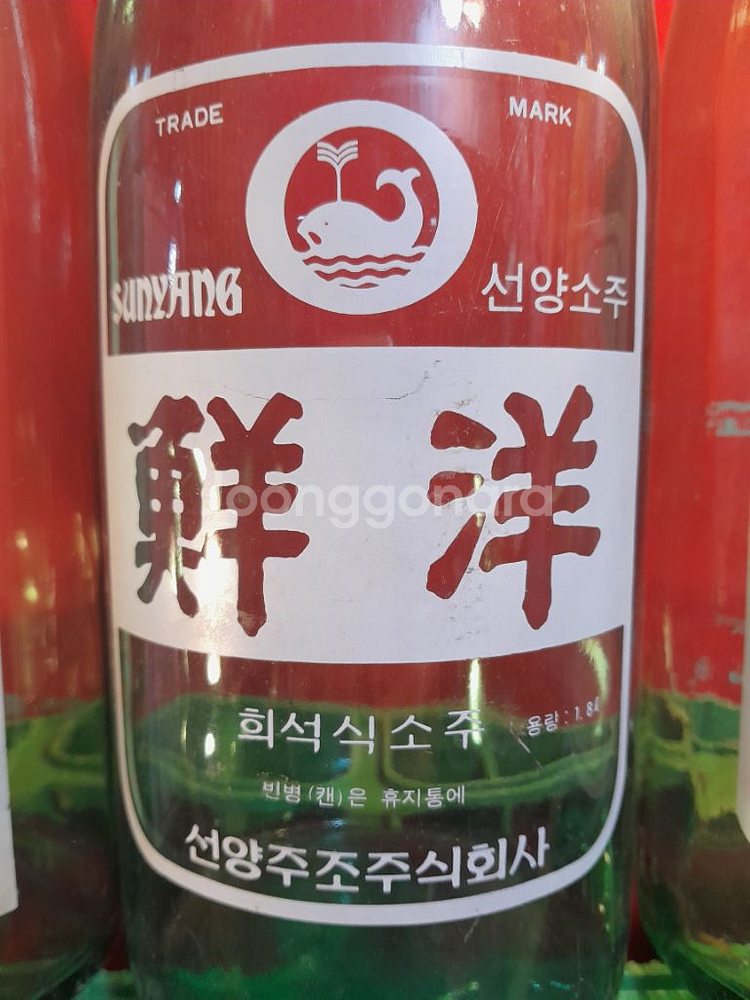 TRADE MARK
SUNYANG 선양소주
鮮洋
joonggonara
희석식소주 용량:1.8ℓ
빈병(캔)은 휴지통에
선양주조주식회사